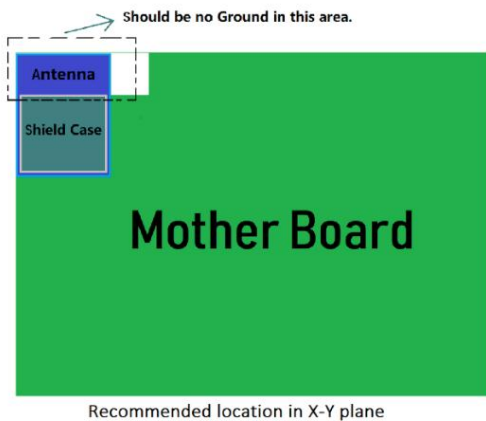 Should be no Ground in this area.
Antenna
Shield Case
Mother Board
Recommended location in X-Y plane